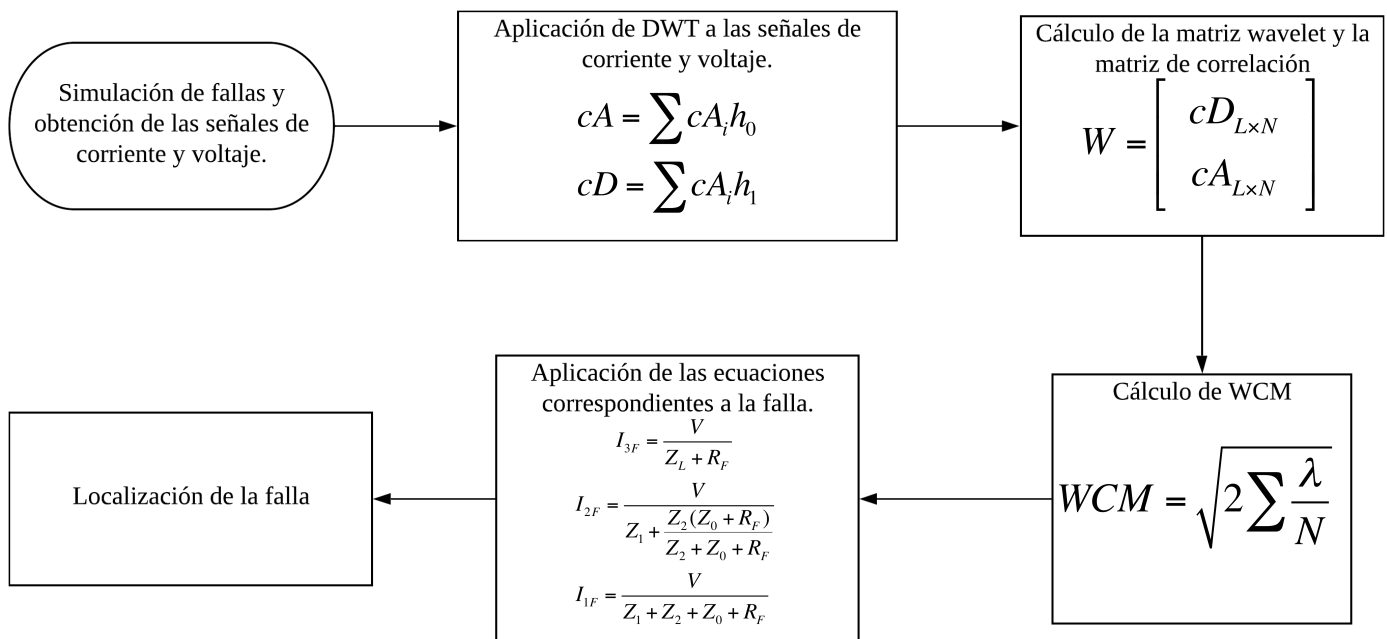 Simulación de fallas y
obtención de las señales de
corriente y voltaje.
Aplicación de DWT a las señales de
corriente y voltaje.
cA = ∑ cA_i h_0
cD = ∑ cA_i h_1
Cálculo de la matriz wavelet y la
matriz de correlación
W = [ cD_{L×N}
cA_{L×N} ]
Cálculo de WCM
WCM = √(2 ∑ λ/N)
Aplicación de las ecuaciones
correspondientes a la falla.
I_{3F} = V / (Z_L + R_F)
I_{2F} = V / (Z_1 + Z_2(Z_0 + R_F) / (Z_2 + Z_0 + R_F))
I_{1F} = V / (Z_1 + Z_2 + Z_0 + R_F)
Localización de la falla